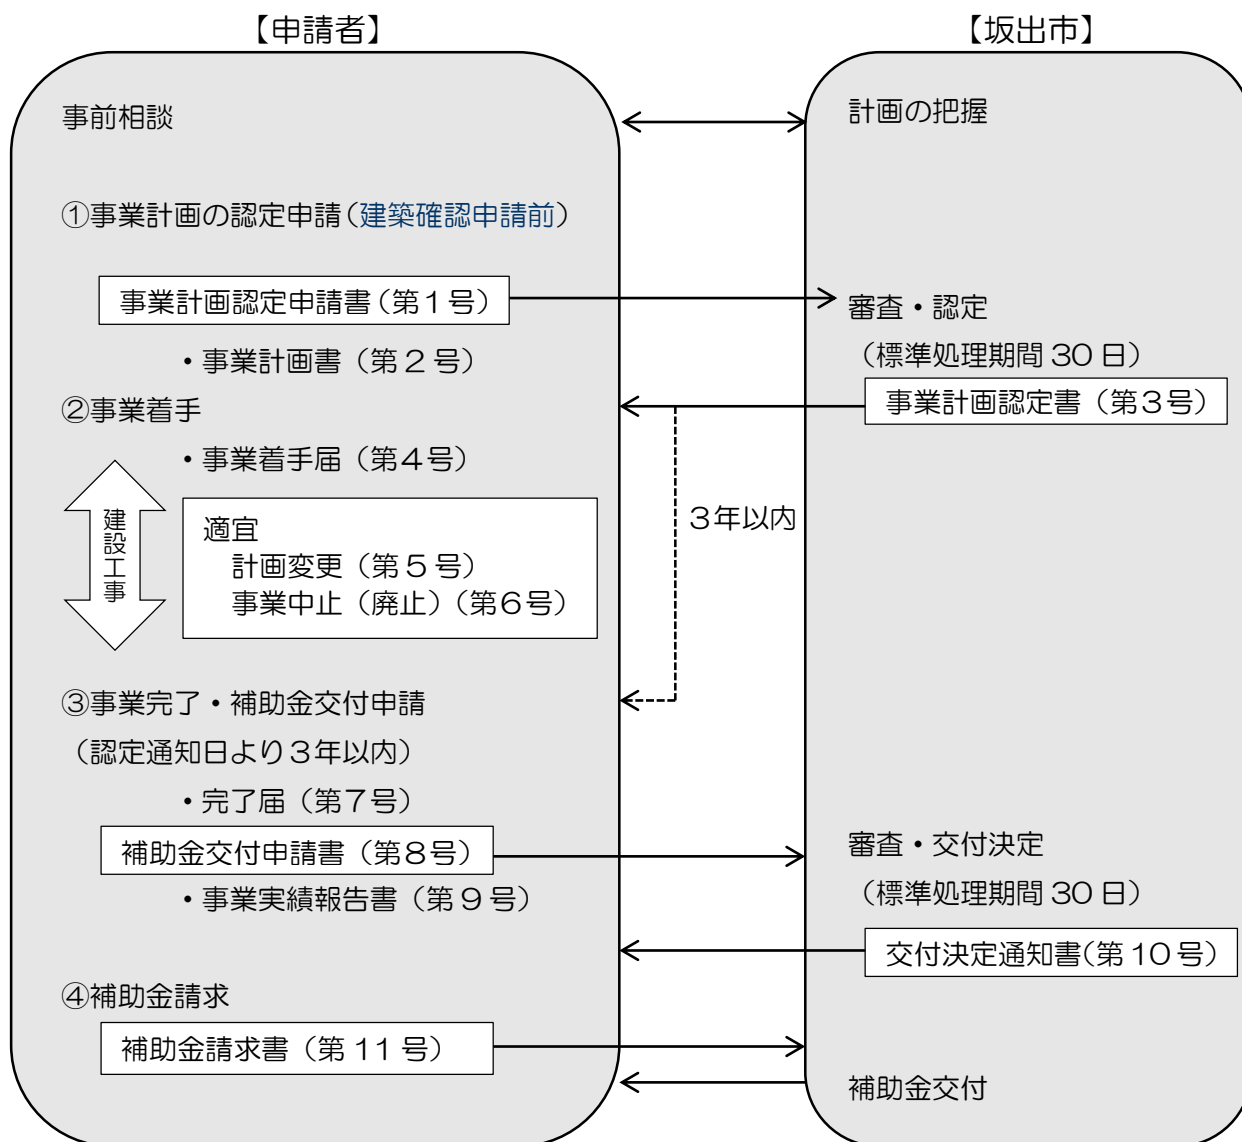 【申請者】
【坂出市】
事前相談
計画の把握
①事業計画の認定申請（建築確認申請前）
事業計画認定申請書（第１号）
審査・認定
・事業計画書（第２号）
（標準処理期間 30 日）
②事業着手
事業計画認定書（第３号）
・事業着手届（第４号）
建設工事
適宜
計画変更（第５号）
事業中止（廃止）（第６号）
３年以内
③事業完了・補助金交付申請
（認定通知日より３年以内）
・完了届（第７号）
補助金交付申請書（第８号）
審査・交付決定
・事業実績報告書（第９号）
（標準処理期間 30 日）
交付決定通知書（第 10 号）
④補助金請求
補助金請求書（第 11 号）
補助金交付